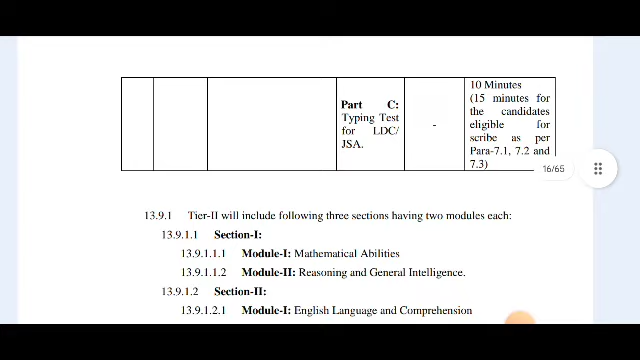 Part C:
Typing Test
for LDC/
JSA.
-
10 Minutes
(15 minutes for
the candidates
eligible for
scribe as per
Para-7.1, 7.2 and
7.3)
16/65
13.9.1 Tier-II will include following three sections having two modules each:
13.9.1.1 Section-I:
13.9.1.1.1 Module-I: Mathematical Abilities
13.9.1.1.2 Module-II: Reasoning and General Intelligence.
13.9.1.2 Section-II:
13.9.1.2.1 Module-I: English Language and Comprehension